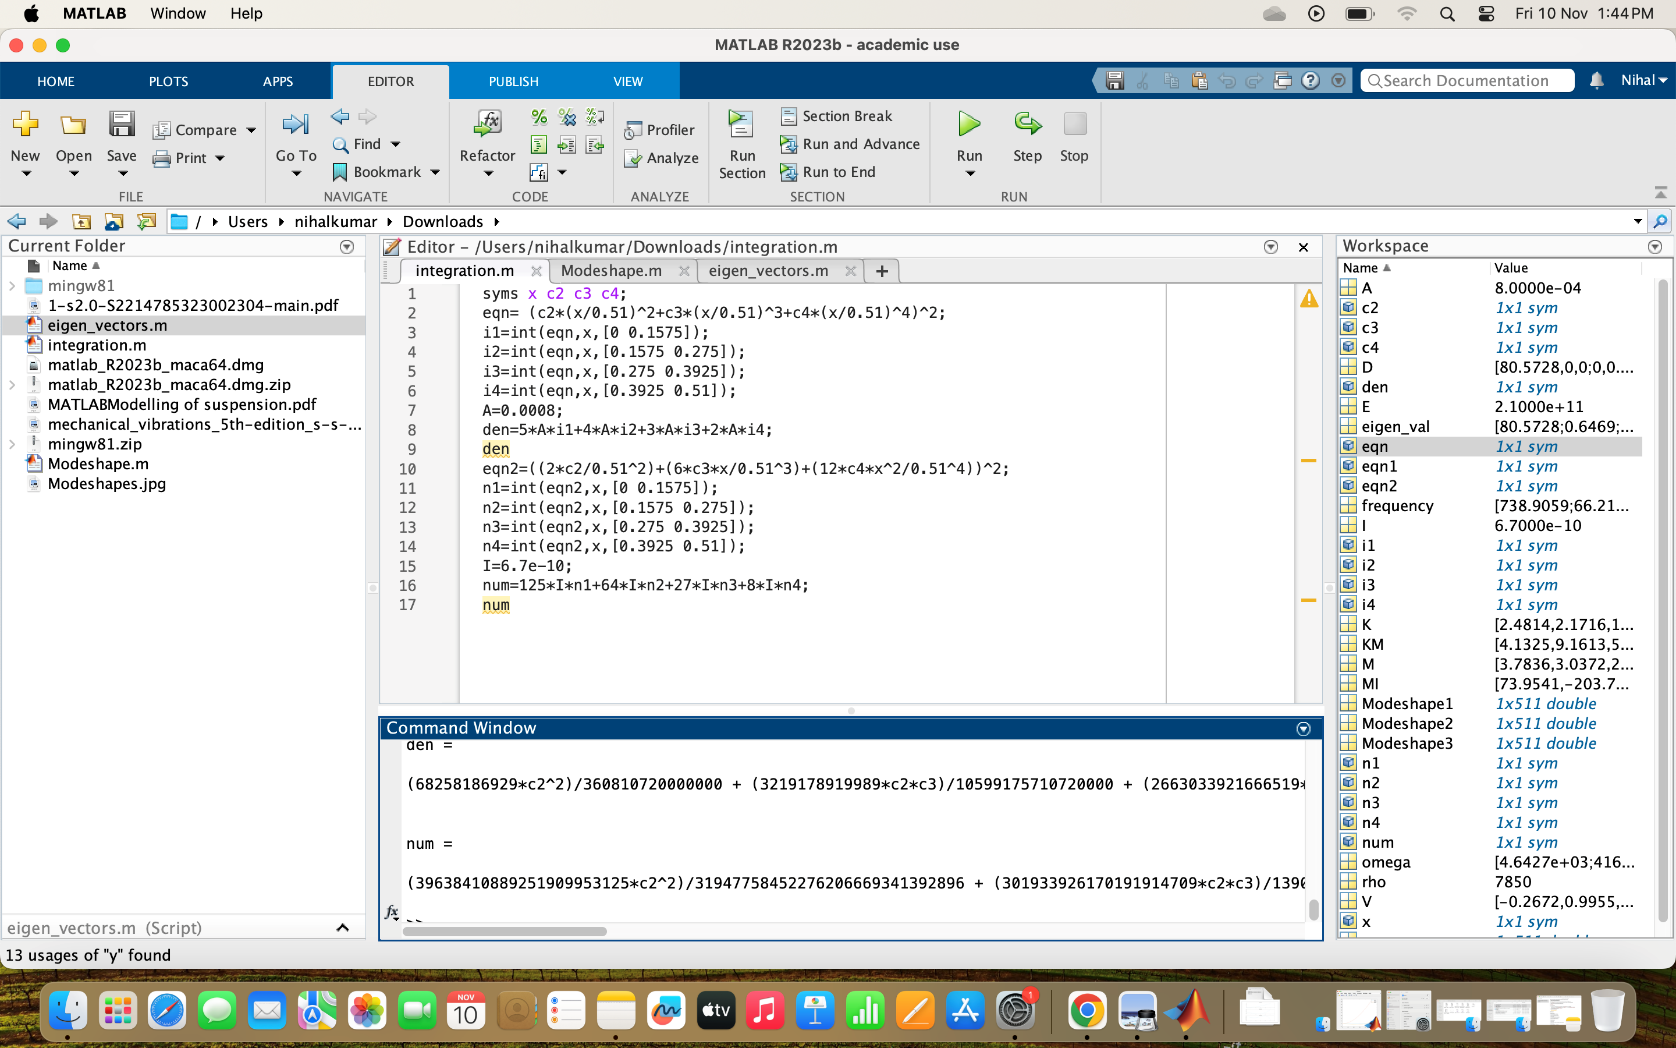 MATLAB Window Help
Fri 10 Nov 1:44 PM
MATLAB R2023b - academic use
HOME PLOTS APPS EDITOR PUBLISH VIEW
Search Documentation
Nihal
New Open Save
Compare
Print
FILE
Go To
Find
Bookmark
NAVIGATE
Refactor
CODE
Profiler
Analyze
ANALYZE
Run Section
Section Break
Run and Advance
Run to End
SECTION
Run Step Stop
RUN
/ Users nihalkumar Downloads
Current Folder
Name
mingw81
1-s2.0-S2214785323002304-main.pdf
eigen_vectors.m
integration.m
matlab_R2023b_maca64.dmg
matlab_R2023b_maca64.dmg.zip
MATLABModelling of suspension.pdf
mechanical_vibrations_5th-edition_s-s-...
mingw81.zip
Modeshape.m
Modeshapes.jpg
eigen_vectors.m (Script)
13 usages of "y" found
Editor - /Users/nihalkumar/Downloads/integration.m
integration.m Modeshape.m eigen_vectors.m +
1 syms x c2 c3 c4;
2 eqn= (c2*(x/0.51)^2+c3*(x/0.51)^3+c4*(x/0.51)^4)^2;
3 i1=int(eqn,x,[0 0.1575]);
4 i2=int(eqn,x,[0.1575 0.275]);
5 i3=int(eqn,x,[0.275 0.3925]);
6 i4=int(eqn,x,[0.3925 0.51]);
7 A=0.0008;
8 den=5*A*i1+4*A*i2+3*A*i3+2*A*i4;
9 den
10 eqn2=((2*c2/0.51^2)+(6*c3*x/0.51^3)+(12*c4*x^2/0.51^4))^2;
11 n1=int(eqn2,x,[0 0.1575]);
12 n2=int(eqn2,x,[0.1575 0.275]);
13 n3=int(eqn2,x,[0.275 0.3925]);
14 n4=int(eqn2,x,[0.3925 0.51]);
15 I=6.7e-10;
16 num=125*I*n1+64*I*n2+27*I*n3+8*I*n4;
17 num
Command Window
den =
(68258186929*c2^2)/360810720000000 + (3219178919989*c2*c3)/10599175710720000 + (2663033921666519*
num =
(39638410889251909953125*c2^2)/31947758452276206669341392896 + (301933926170191914709*c2*c3)/1390
fx >>
Workspace
Name Value
A 8.0000e-04
c2 1x1 sym
c3 1x1 sym
c4 1x1 sym
D [80.5728,0,0;0,0....
den 1x1 sym
E 2.1000e+11
eigen_val [80.5728;0.6469;...
eqn 1x1 sym
eqn1 1x1 sym
eqn2 1x1 sym
frequency [738.9059;66.21...
I 6.7000e-10
i1 1x1 sym
i2 1x1 sym
i3 1x1 sym
i4 1x1 sym
K [2.4814,2.1716,1...
KM [4.1325,9.1613,5...
M [3.7836,3.0372,2...
MI [73.9541,-203.7...
Modeshape1 1x511 double
Modeshape2 1x511 double
Modeshape3 1x511 double
n1 1x1 sym
n2 1x1 sym
n3 1x1 sym
n4 1x1 sym
num 1x1 sym
omega [4.6427e+03;416...
rho 7850
V [-0.2672,0.9955,...
x 1x1 sym
NOV
10
tv
1